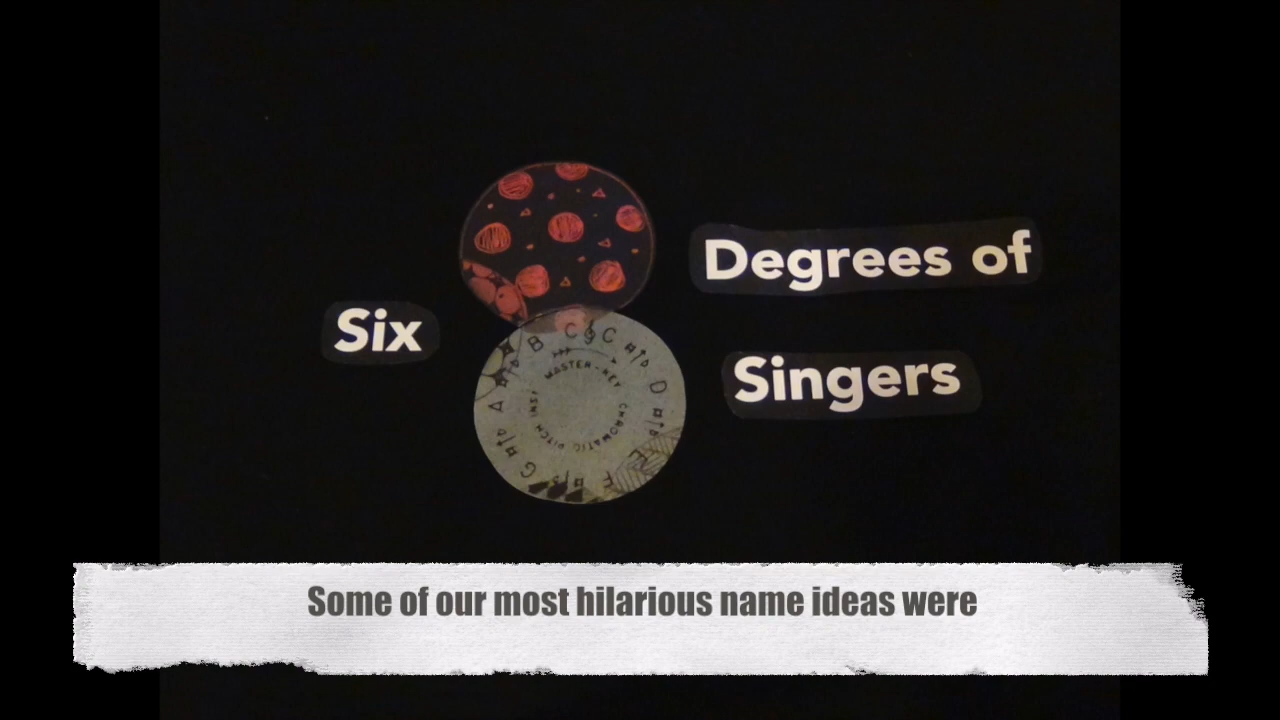 Six
Degrees of
Singers
B C g C D E F G A
MASTER-KEY CHROMATIC PITCH INST
Some of our most hilarious name ideas were